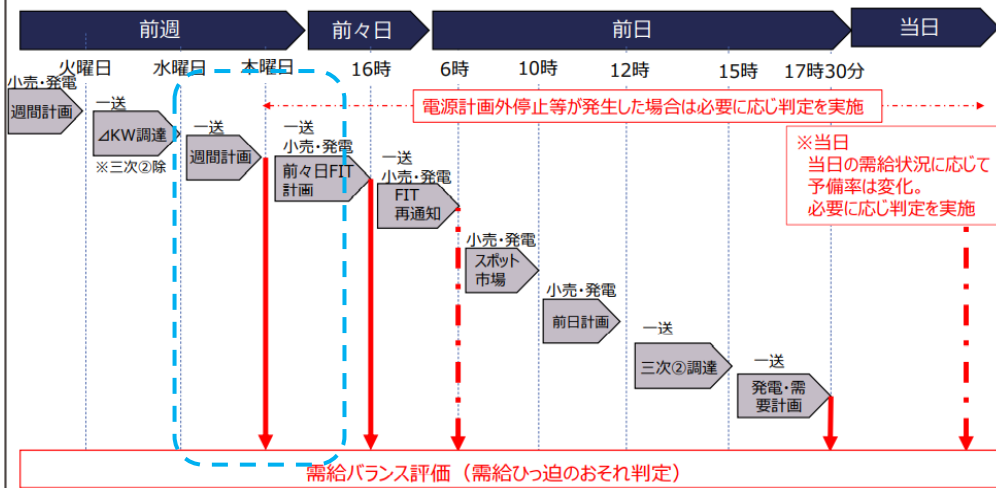 前週
前々日
前日
当日
火曜日
水曜日
木曜日
16時
6時
10時
12時
15時
17時30分
小売・発電
週間計画
一送
⊿KW調達
※三次②除
一送
週間計画
一送
小売・発電
前々日FIT
計画
一送
小売・発電
FIT
再通知
小売・発電
スポット
市場
小売・発電
前日計画
一送
三次②調達
一送
発電・需
要計画
電源計画外停止等が発生した場合は必要に応じ判定を実施
※当日
当日の需給状況に応じて
予備率は変化。
必要に応じ判定を実施
需給バランス評価（需給ひっ迫のおそれ判定）